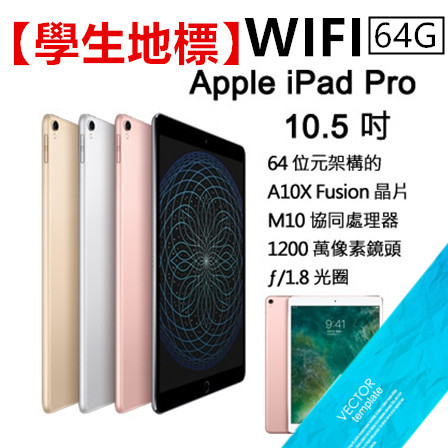 【學生地標】WIFI 64G
Apple iPad Pro
10.5 吋
64 位元架構的
A10X Fusion 晶片
M10 協同處理器
1200 萬像素鏡頭
ƒ/1.8 光圈
9:41
VECTOR
template